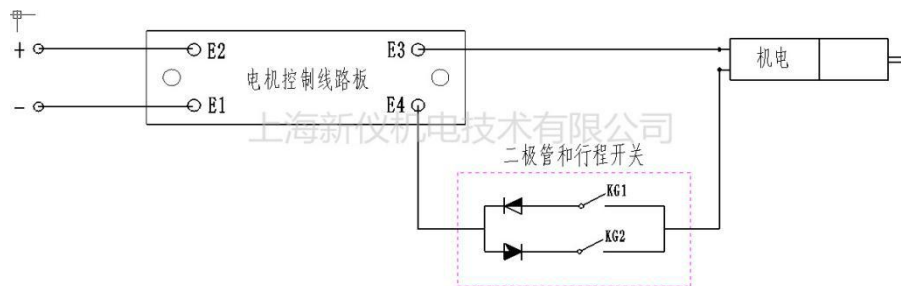 + E2 E3
机电
电机控制线路板
- E1 E4
上海新仪机电技术有限公司
二极管和行程开关
KG1
KG2